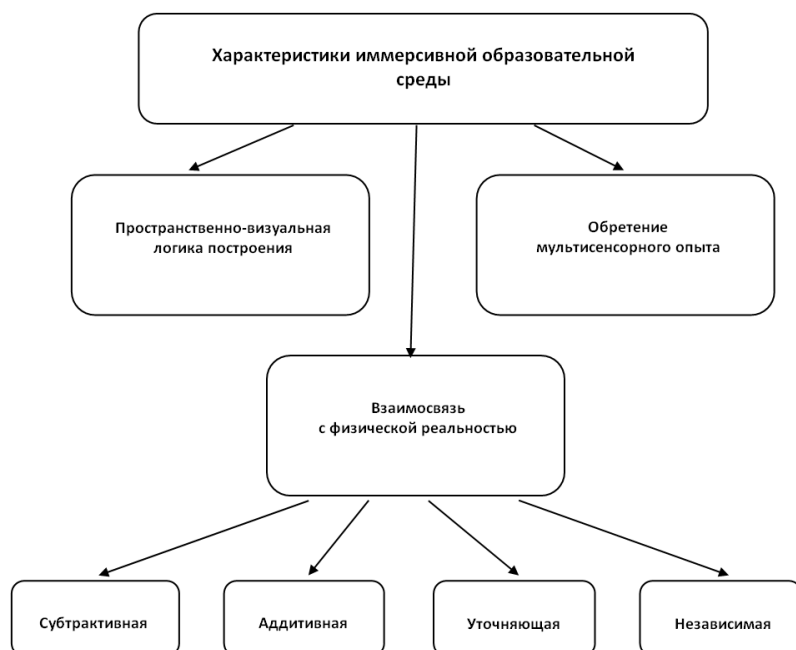 Характеристики иммерсивной образовательной
среды
Пространственно-визуальная
логика построения
Обретение
мультисенсорного опыта
Взаимосвязь
с физической реальностью
Субтрактивная
Аддитивная
Уточняющая
Независимая